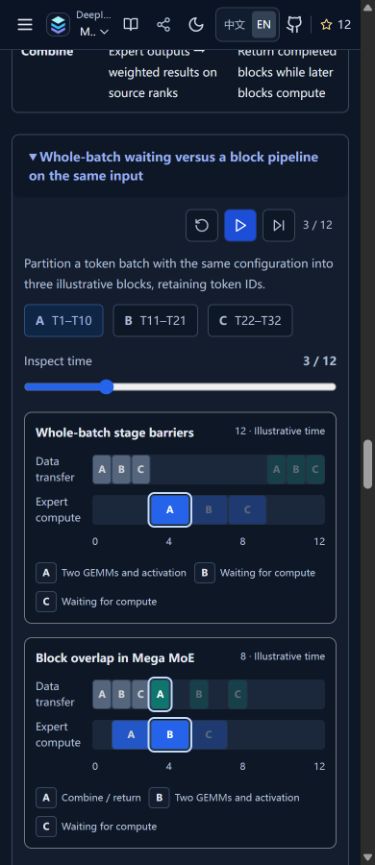 Deepl...
M..
中文
EN
12
Combine
Expert outputs →
weighted results on
source ranks
Return completed
blocks while later
blocks compute
▼Whole-batch waiting versus a block pipeline
on the same input
3 / 12
Partition a token batch with the same configuration into
three illustrative blocks, retaining token IDs.
A T1–T10
B T11–T21
C T22–T32
Inspect time
3 / 12
Whole-batch stage barriers
12 · Illustrative time
Data
transfer
A B C A B C
Expert
compute
A B C
0 4 8 12
A Two GEMMs and activation B Waiting for compute
C Waiting for compute
Block overlap in Mega MoE
8 · Illustrative time
Data
transfer
A B C A B C
Expert
compute
A B C
0 4 8 12
A Combine / return B Two GEMMs and activation
C Waiting for compute